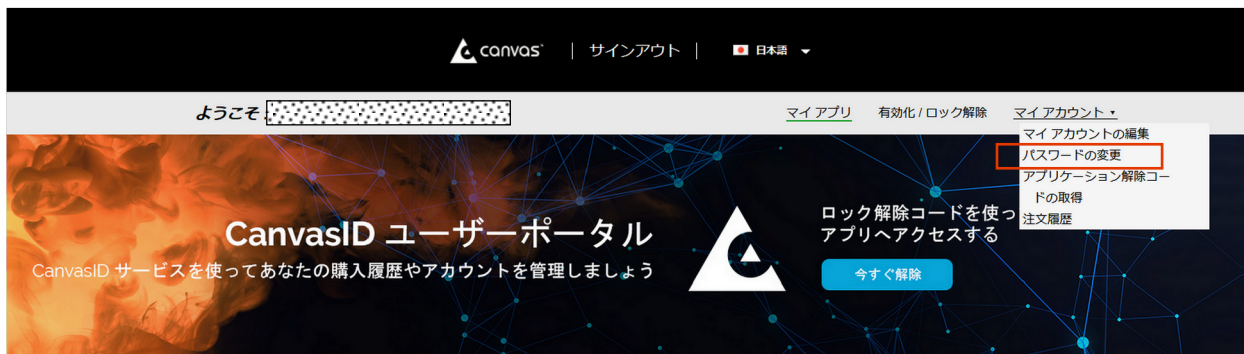 canvas | サインアウト | 日本語
ようこそ
マイ アプリ 有効化 / ロック解除 マイ アカウント
マイ アカウントの編集
パスワードの変更
アプリケーション解除コー
ドの取得
注文履歴
CanvasID ユーザーポータル
CanvasID サービスを使ってあなたの購入履歴やアカウントを管理しましょう
ロック解除コードを使っ
アプリへアクセスする
今すぐ解除